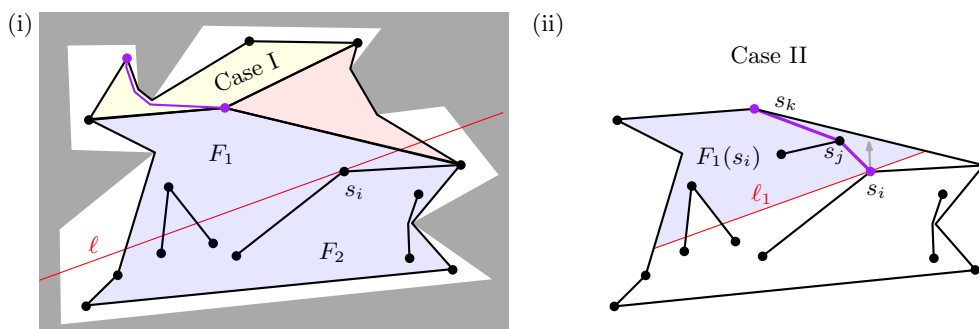 (i)
Case I
F₁
sᵢ
ℓ
F₂
(ii)
Case II
sₖ
F₁(sᵢ)
sⱼ
ℓ₁
sᵢ